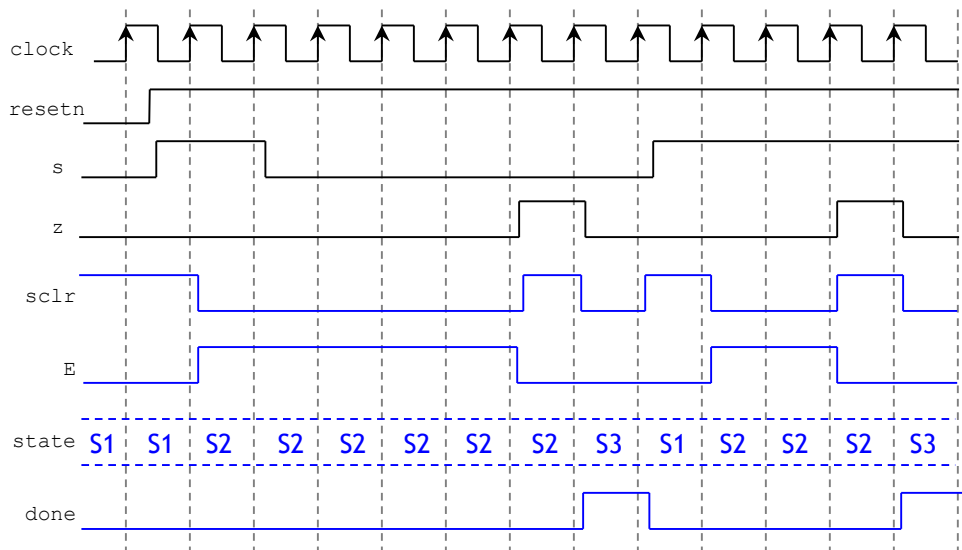 clock
resetn
s
z
sclr
E
state S1 S1 S2 S2 S2 S2 S2 S2 S3 S1 S2 S2 S2 S3
done